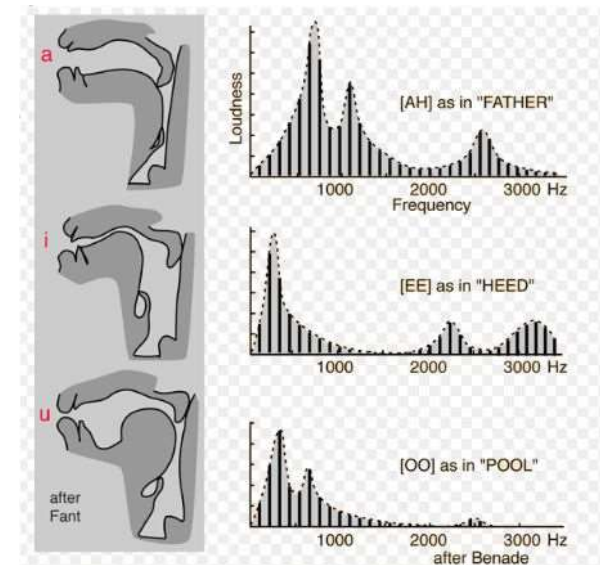 a
Loudness
[AH] as in "FATHER"
1000 2000 3000 Hz
Frequency
i
[EE] as in "HEED"
1000 2000 3000 Hz
u
[OO] as in "POOL"
after
Fant
1000 2000 3000 Hz
after Benade